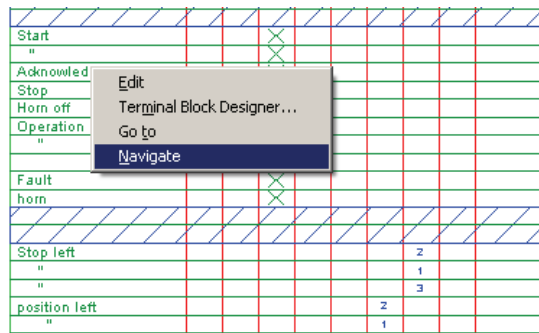 Start
"
Acknowled
Stop
Horn off
Operation
"
Fault
horn
Edit
Terminal Block Designer...
Go to
Navigate
Stop left 2
" 1
" 3
position left 2
" 1